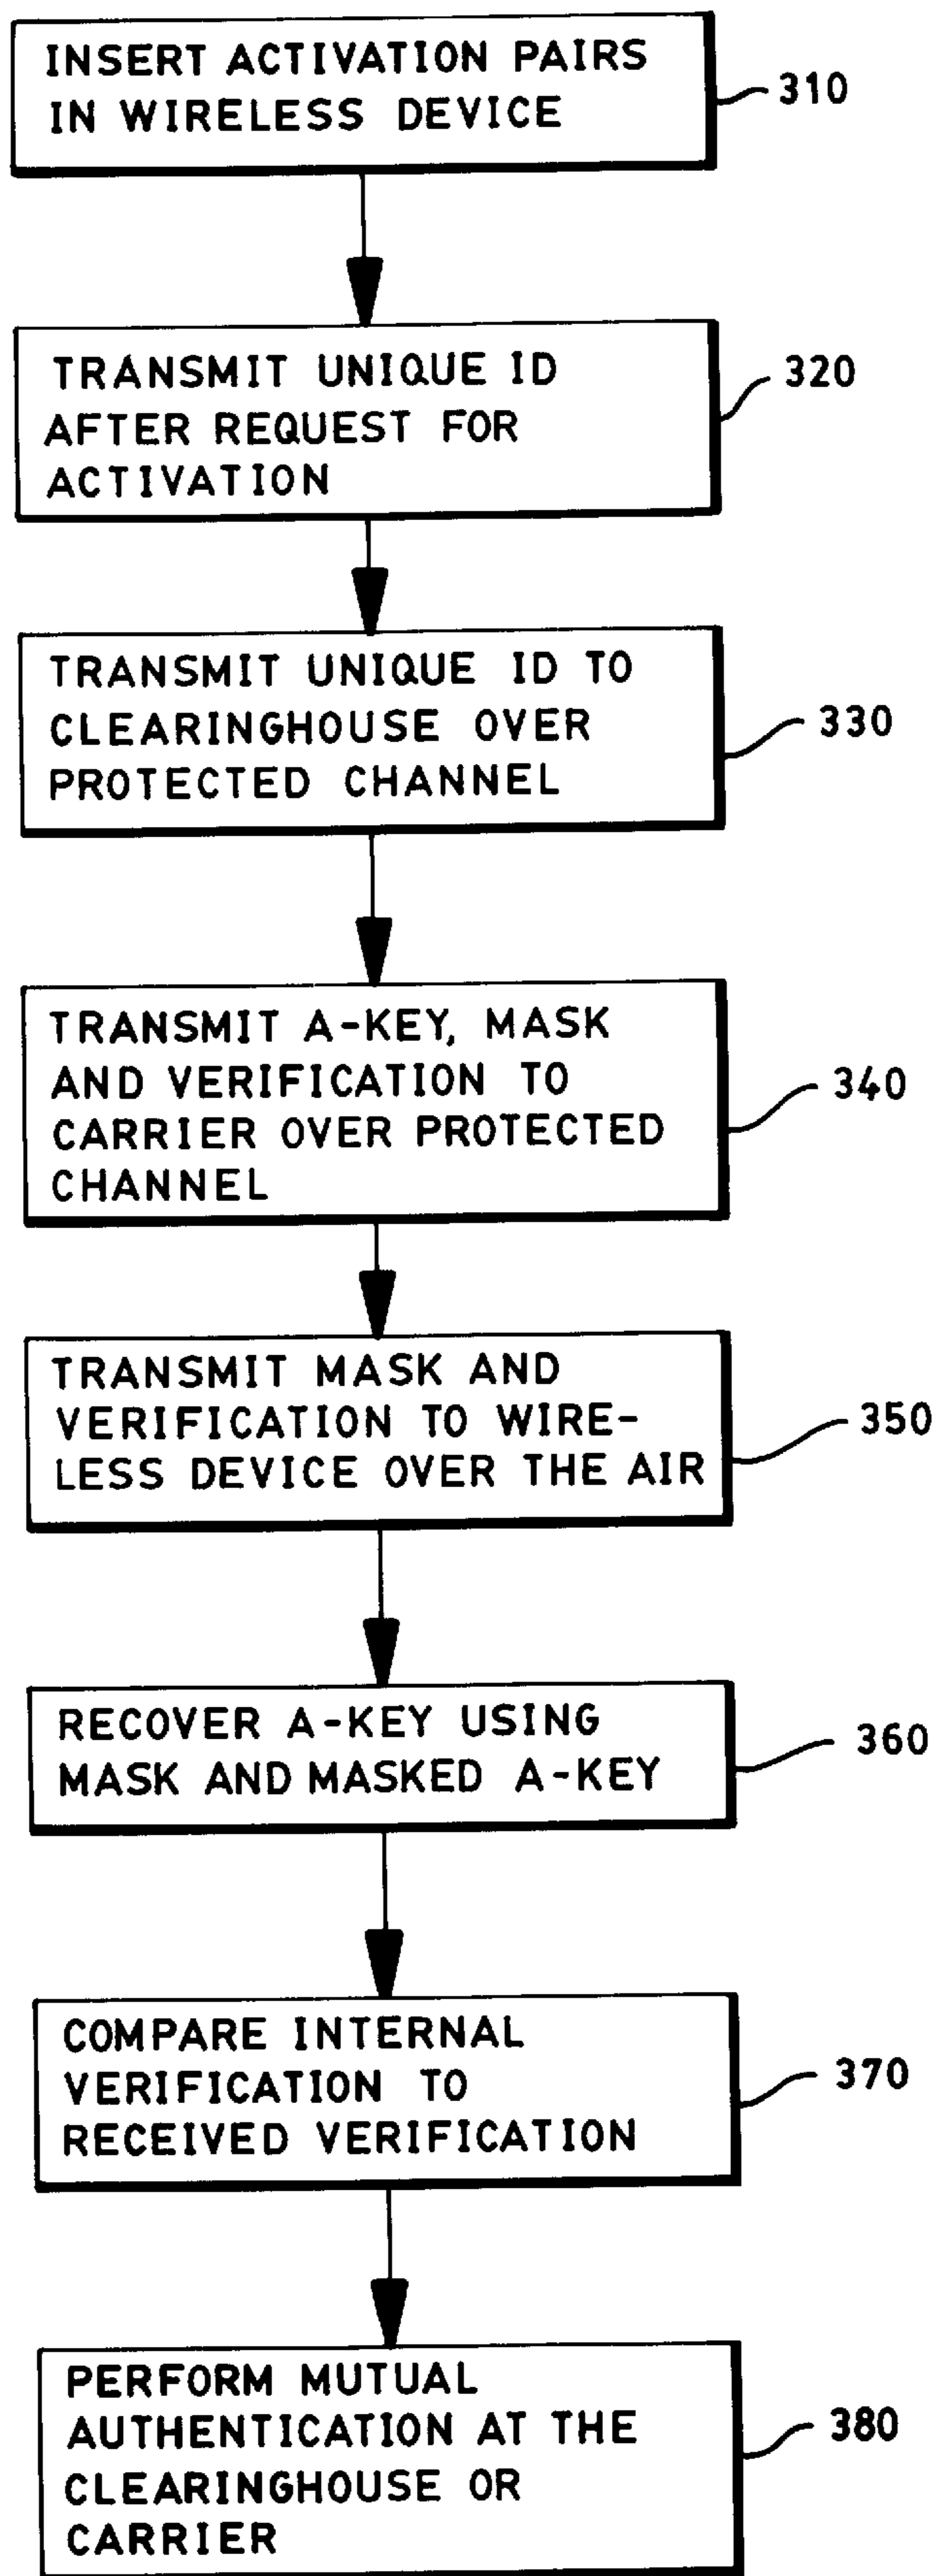 INSERT ACTIVATION PAIRS
IN WIRELESS DEVICE
310
TRANSMIT UNIQUE ID
AFTER REQUEST FOR
ACTIVATION
320
TRANSMIT UNIQUE ID TO
CLEARINGHOUSE OVER
PROTECTED CHANNEL
330
TRANSMIT A-KEY, MASK
AND VERIFICATION TO
CARRIER OVER PROTECTED
CHANNEL
340
TRANSMIT MASK AND
VERIFICATION TO WIRE-
LESS DEVICE OVER THE AIR
350
RECOVER A-KEY USING
MASK AND MASKED A-KEY
360
COMPARE INTERNAL
VERIFICATION TO
RECEIVED VERIFICATION
370
PERFORM MUTUAL
AUTHENTICATION AT THE
CLEARINGHOUSE OR
CARRIER
380